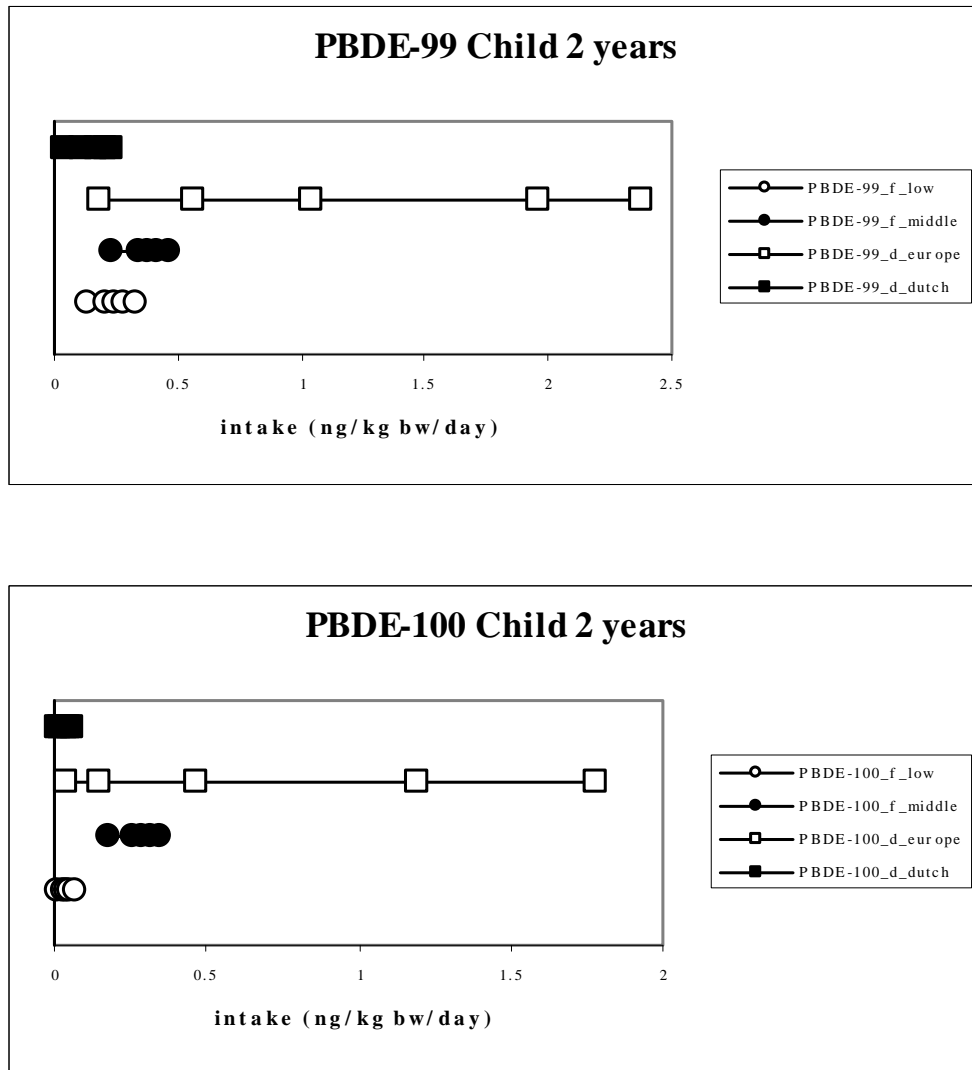 PBDE-99 Child 2 years
PBDE-99_f_low
PBDE-99_f_middle
PBDE-99_d_europe
PBDE-99_d_dutch
0 0.5 1 1.5 2 2.5
intake (ng/kg bw/day)
PBDE-100 Child 2 years
PBDE-100_f_low
PBDE-100_f_middle
PBDE-100_d_europe
PBDE-100_d_dutch
0 0.5 1 1.5 2
intake (ng/kg bw/day)